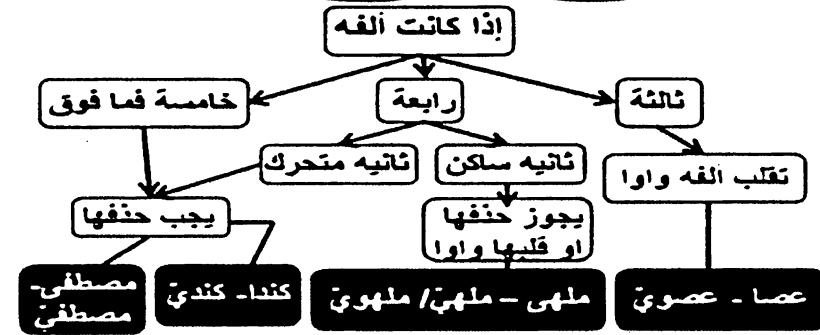 إذا كانت ألفه
ثالثة
رابعة
خامسة فما فوق
ثانيه ساكن
ثانيه متحرك
تقلب ألفه واوا
يجوز حذفها
او قلبها واوا
يجب حذفها
عصا - عصويّ
ملهى – ملهيّ/ ملهويّ
كندا- كنديّ
مصطفى-
مصطفيّ